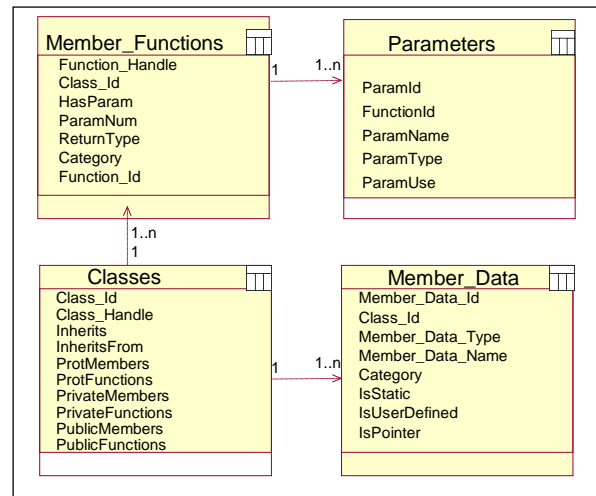 Member_Functions
Function_Handle
Class_Id
HasParam
ParamNum
ReturnType
Category
Function_Id
1
1..n
Parameters
ParamId
FunctionId
ParamName
ParamType
ParamUse
1..n
1
Classes
Class_Id
Class_Handle
Inherits
InheritsFrom
ProtMembers
ProtFunctions
PrivateMembers
PrivateFunctions
PublicMembers
PublicFunctions
1
1..n
Member_Data
Member_Data_Id
Class_Id
Member_Data_Type
Member_Data_Name
Category
IsStatic
IsUserDefined
IsPointer